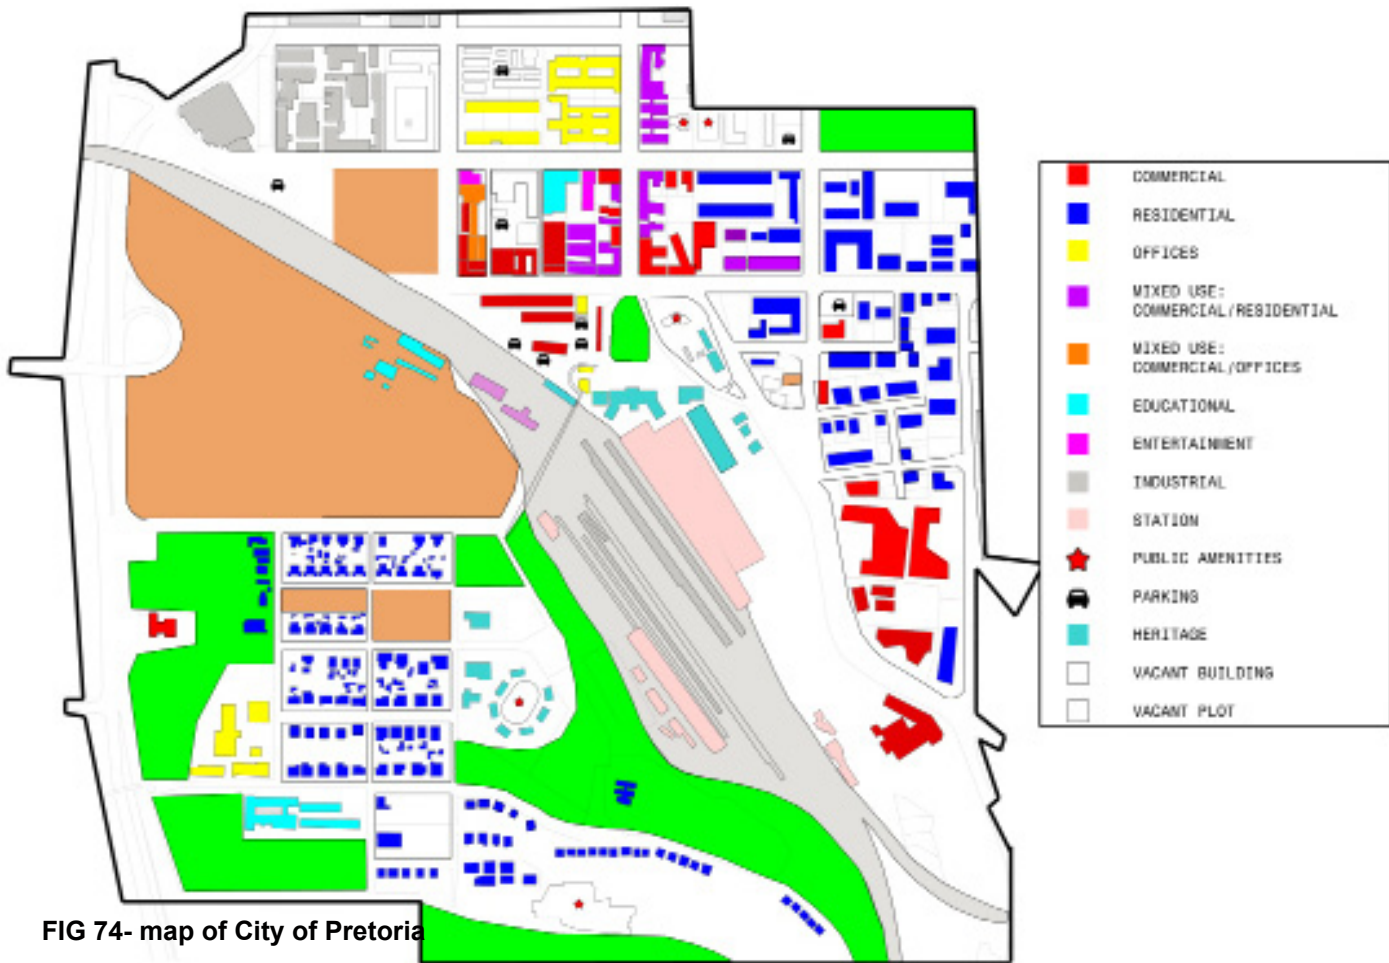 COMMERCIAL
RESIDENTIAL
OFFICES
MIXED USE:
COMMERCIAL/RESIDENTIAL
MIXED USE:
COMMERCIAL/OFFICES
EDUCATIONAL
ENTERTAINMENT
INDUSTRIAL
STATION
PUBLIC AMENITIES
PARKING
HERITAGE
VACANT BUILDING
VACANT PLOT
FIG 74- map of City of Pretoria